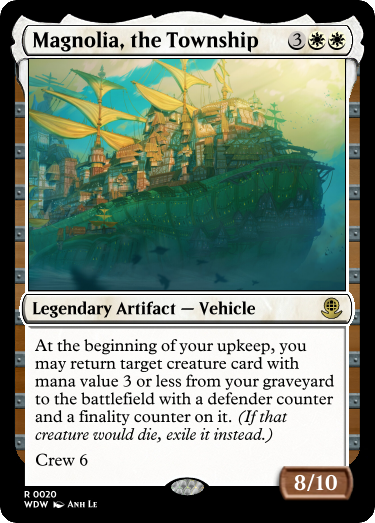 Magnolia, the Township 3
Legendary Artifact — Vehicle
At the beginning of your upkeep, you
may return target creature card with
mana value 3 or less from your graveyard
to the battlefield with a defender counter
and a finality counter on it. (If that
creature would die, exile it instead.)
Crew 6
8/10
R 0020
WDW Anh Le